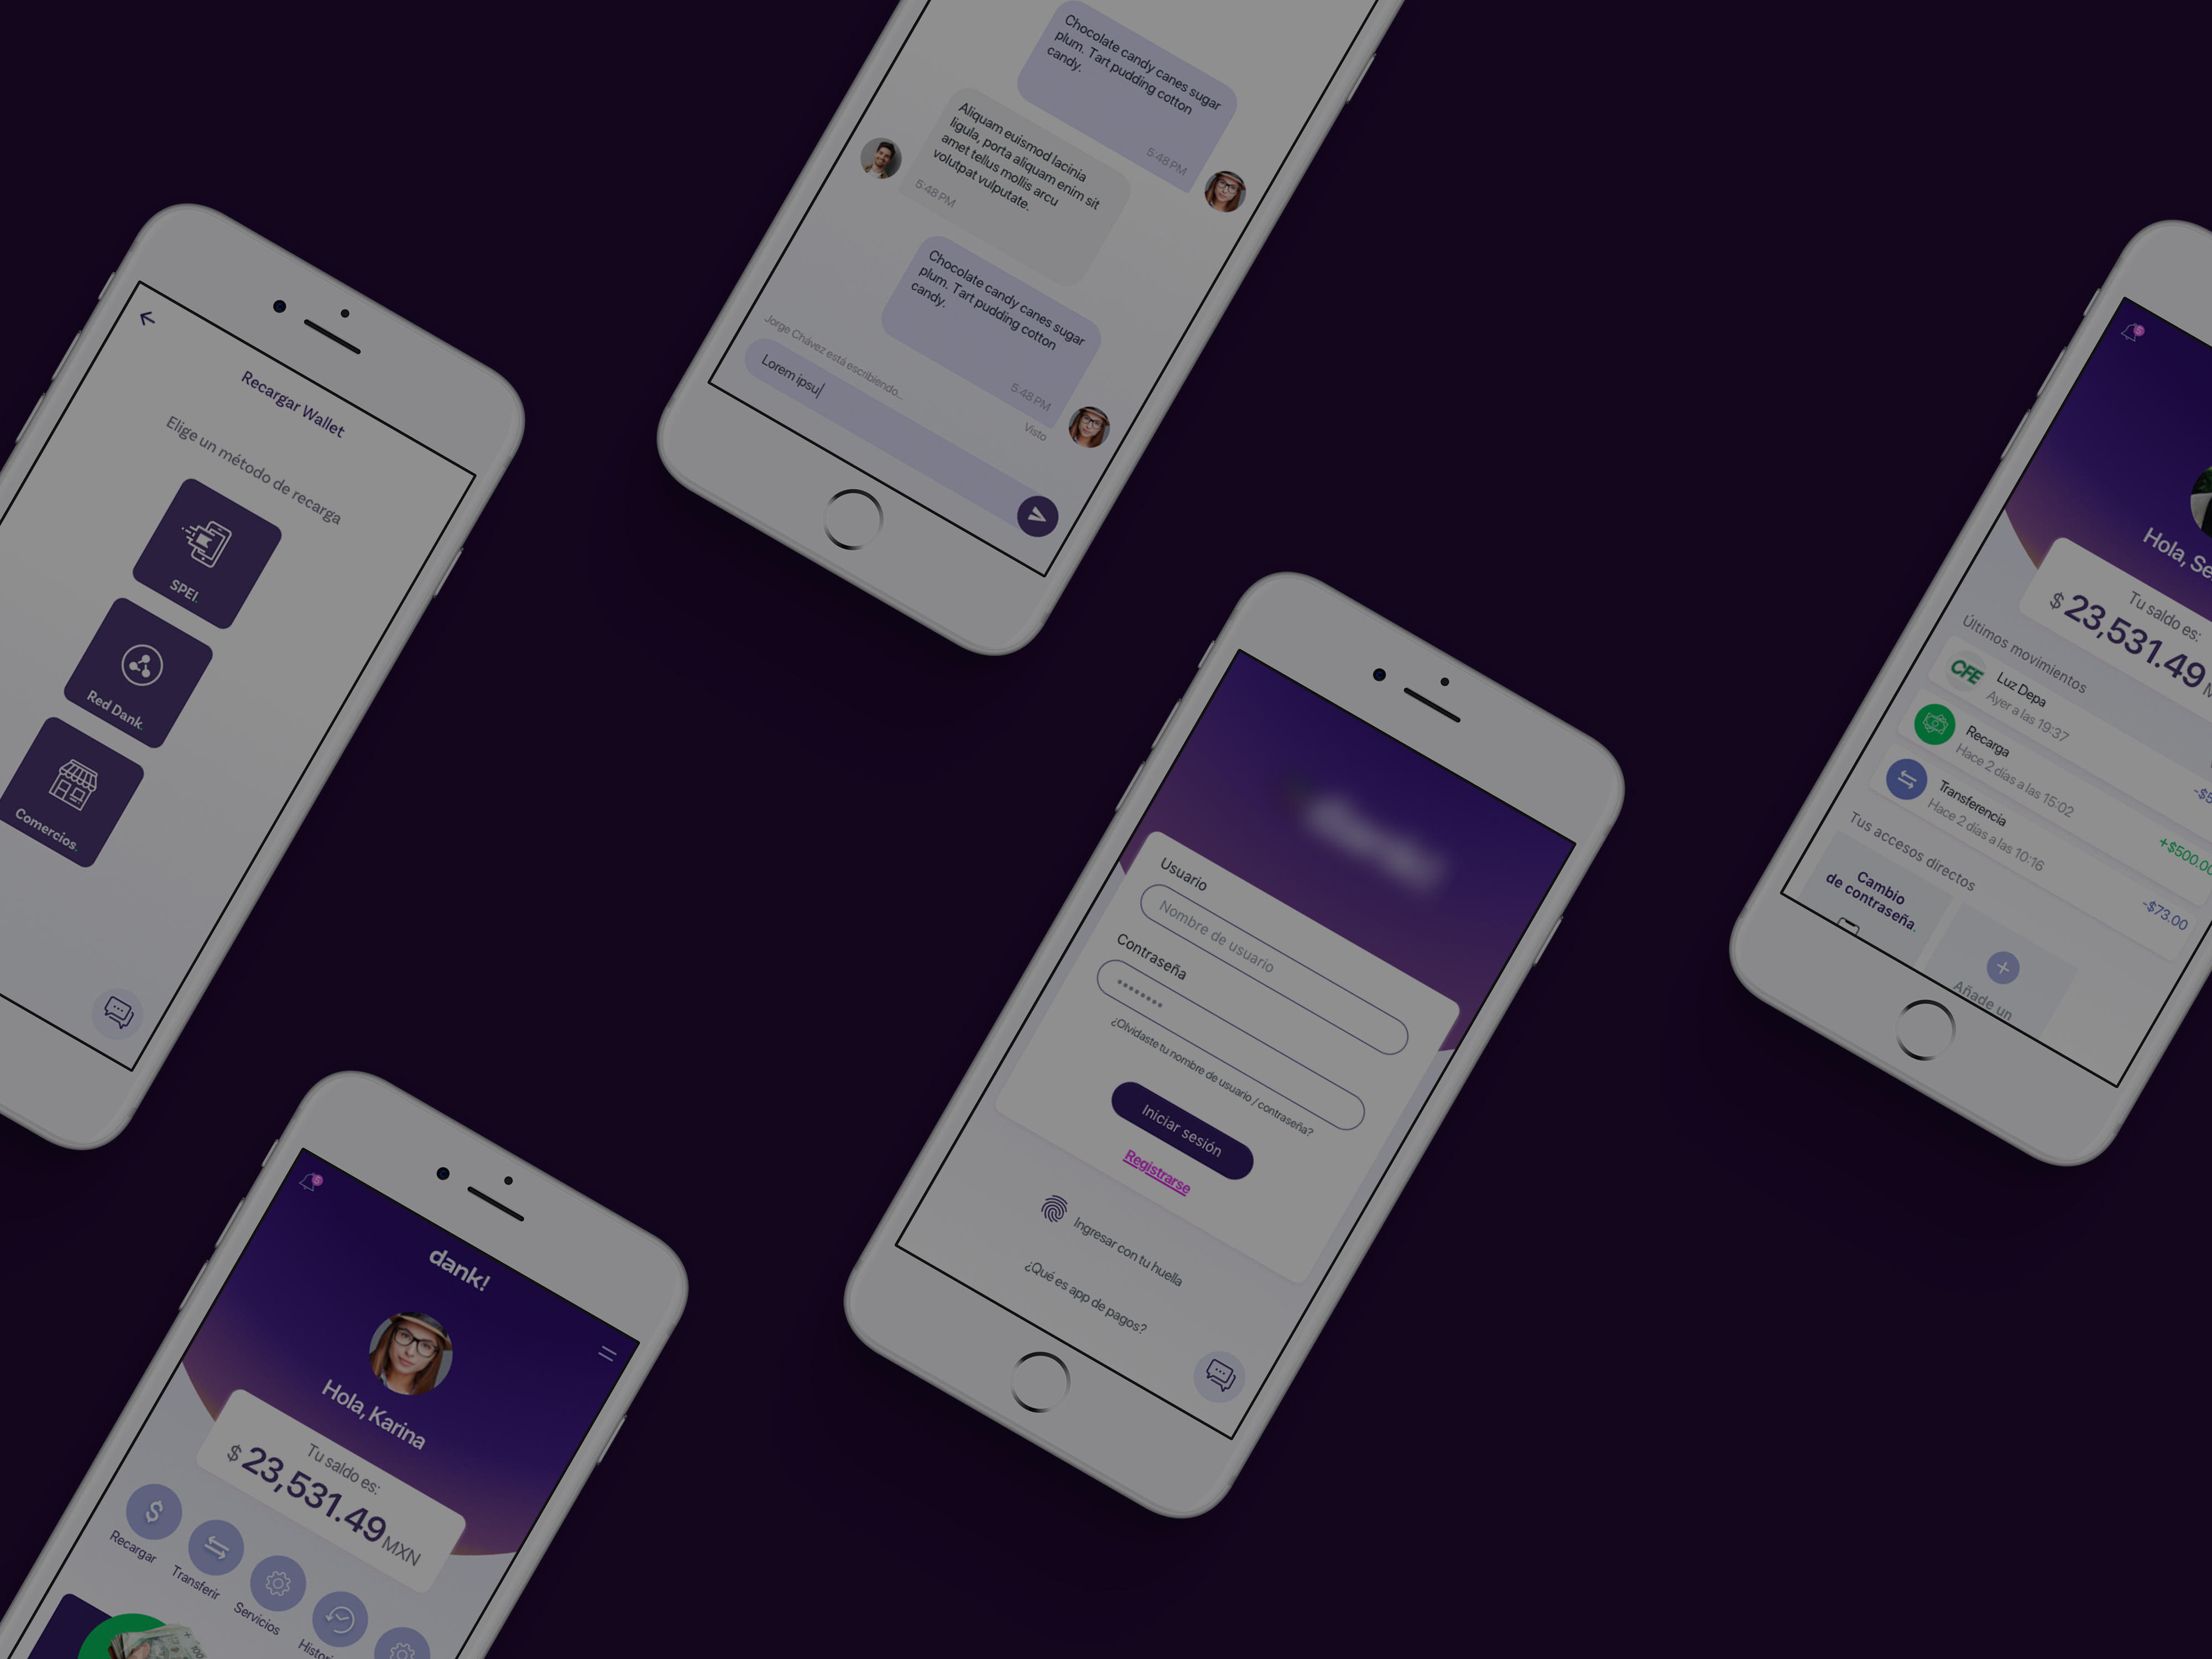 Chocolate candy canes sugar
plum. Tart pudding cotton
candy.
5:48 PM
Aliquam euismod lacinia
ligula, porta aliquam enim sit
amet tellus mollis arcu
volutpat vulputate.
5:48 PM
Chocolate candy canes sugar
plum. Tart pudding cotton
candy.
5:48 PM
Visto
Jorge Chávez está escribiendo...
Lorem ipsu
Recargar Wallet
Elige un método de recarga
SPEI.
Red Dank.
Comercios.
Usuario
Nombre de usuario
Contraseña
¿Olvidaste tu nombre de usuario / contraseña?
Iniciar sesión
Registrarse
Ingresar con tu huella
¿Qué es app de pagos?
5
Hola, Se
Tu saldo es:
$ 23,531.49
Últimos movimientos
CFE
Luz Depa
Ayer a las 19:37
-$5
Recarga
Hace 2 días a las 15:02
+$500.00
Transferencia
Hace 2 días a las 10:16
-$73.00
Tus accesos directos
Cambio
de contraseña.
Añade un
5
dank!
Hola, Karina
Tu saldo es:
$ 23,531.49 MXN
Recargar
Transferir
Servicios
Histori